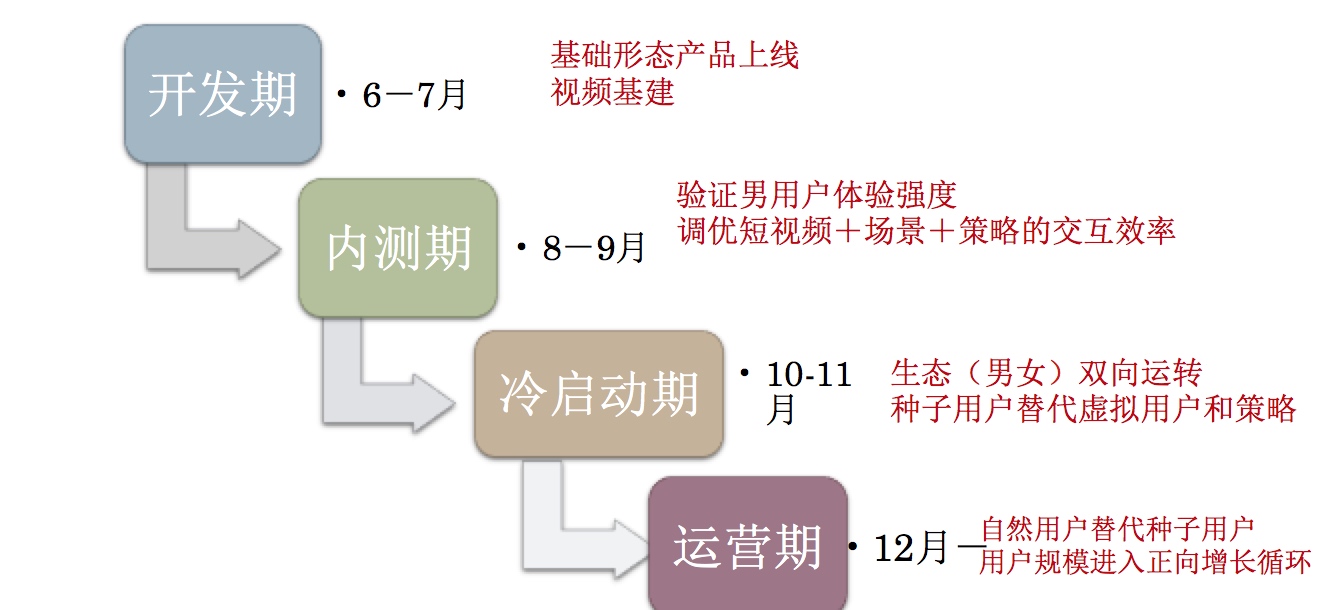 开发期
• 6－7月
基础形态产品上线
视频基建
内测期
• 8－9月
验证男用户体验强度
调优短视频＋场景＋策略的交互效率
冷启动期
• 10-11
月
生态（男女）双向运转
种子用户替代虚拟用户和策略
运营期
• 12月－
自然用户替代种子用户
用户规模进入正向增长循环